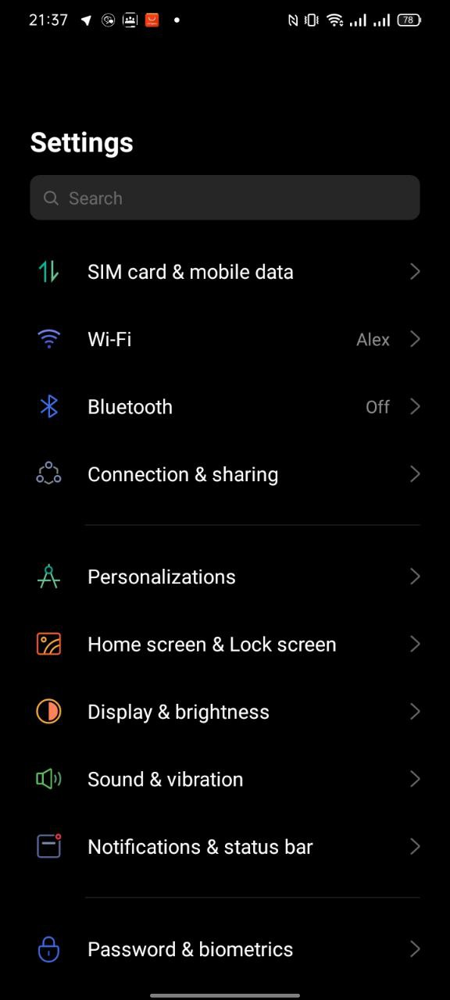 21:37 78
Settings
Search
SIM card & mobile data
Wi-Fi Alex
Bluetooth Off
Connection & sharing
Personalizations
Home screen & Lock screen
Display & brightness
Sound & vibration
Notifications & status bar
Password & biometrics